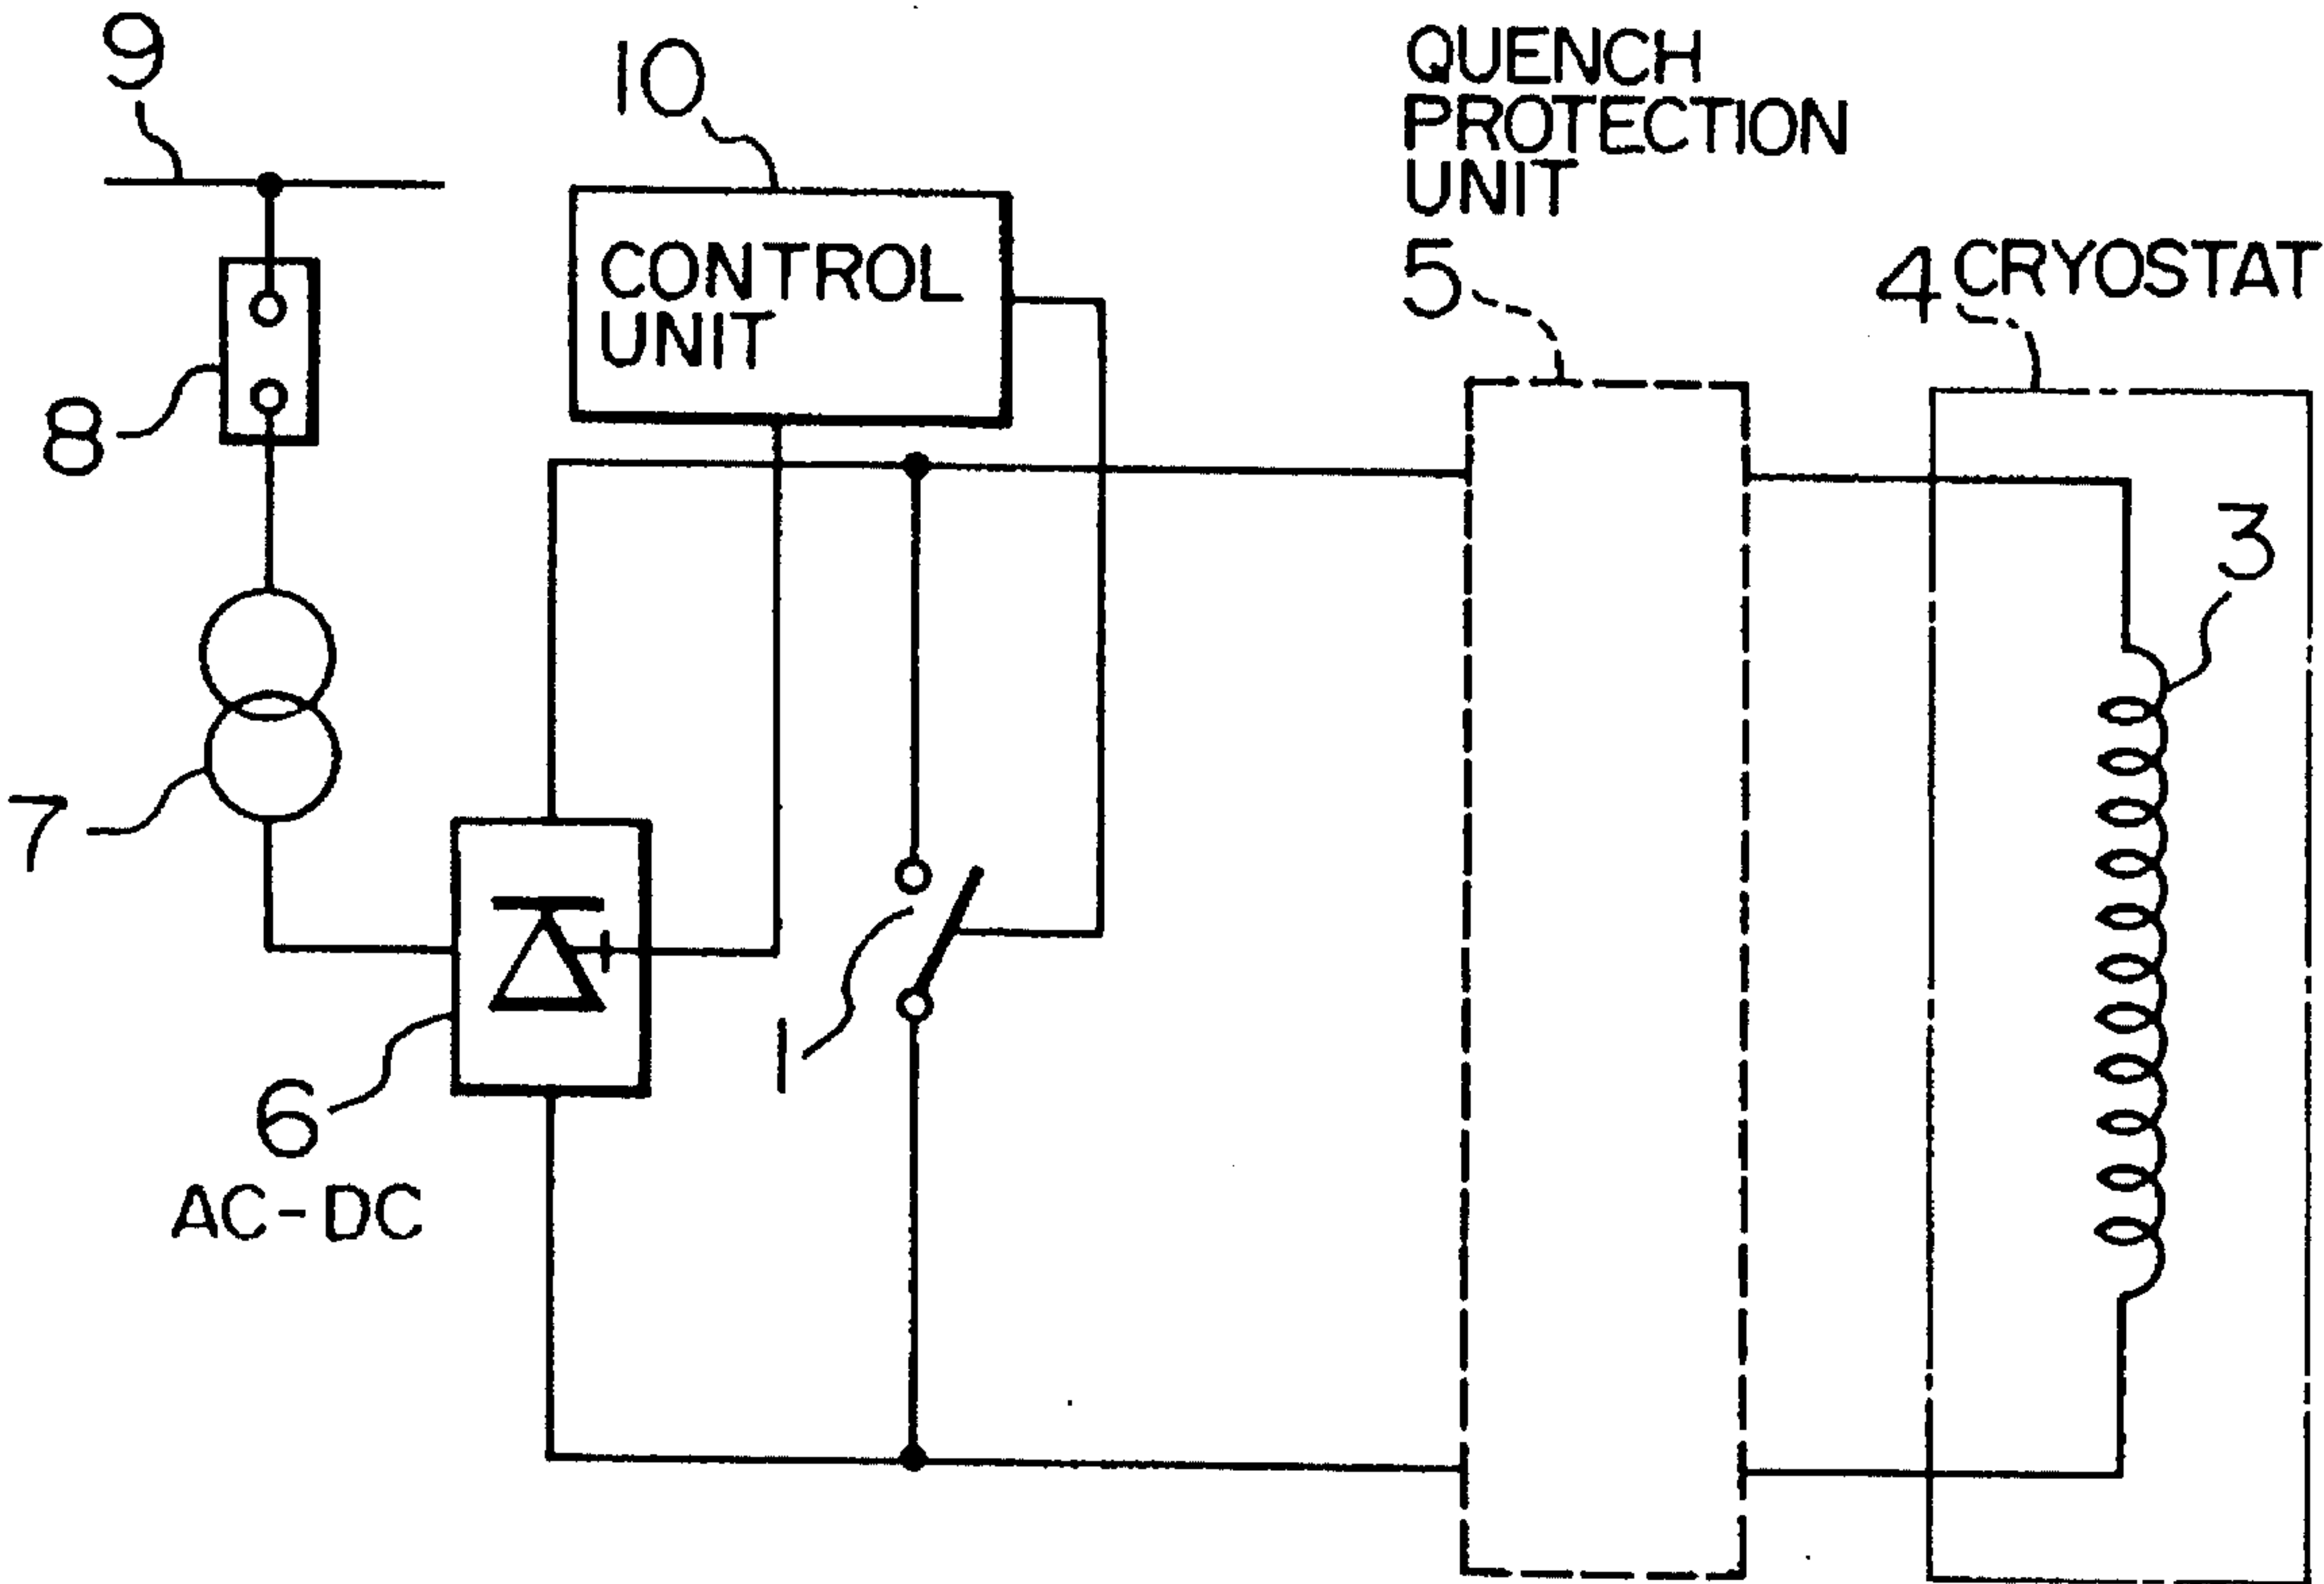 9
10
QUENCH
PROTECTION
UNIT
5
4 CRYOSTAT
CONTROL
UNIT
8
3
7
1
6
AC-DC